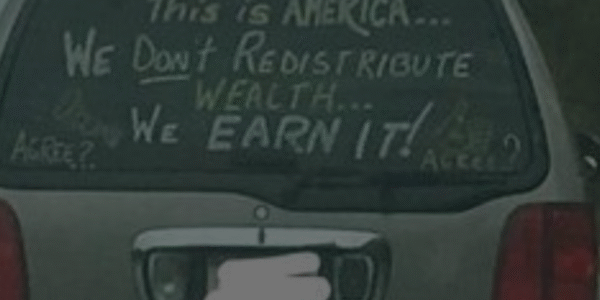 This is AMERICA...
WE Don't REDISTRIBUTE
WEALTH...
WE EARN IT!
AGREE?
AGREE?